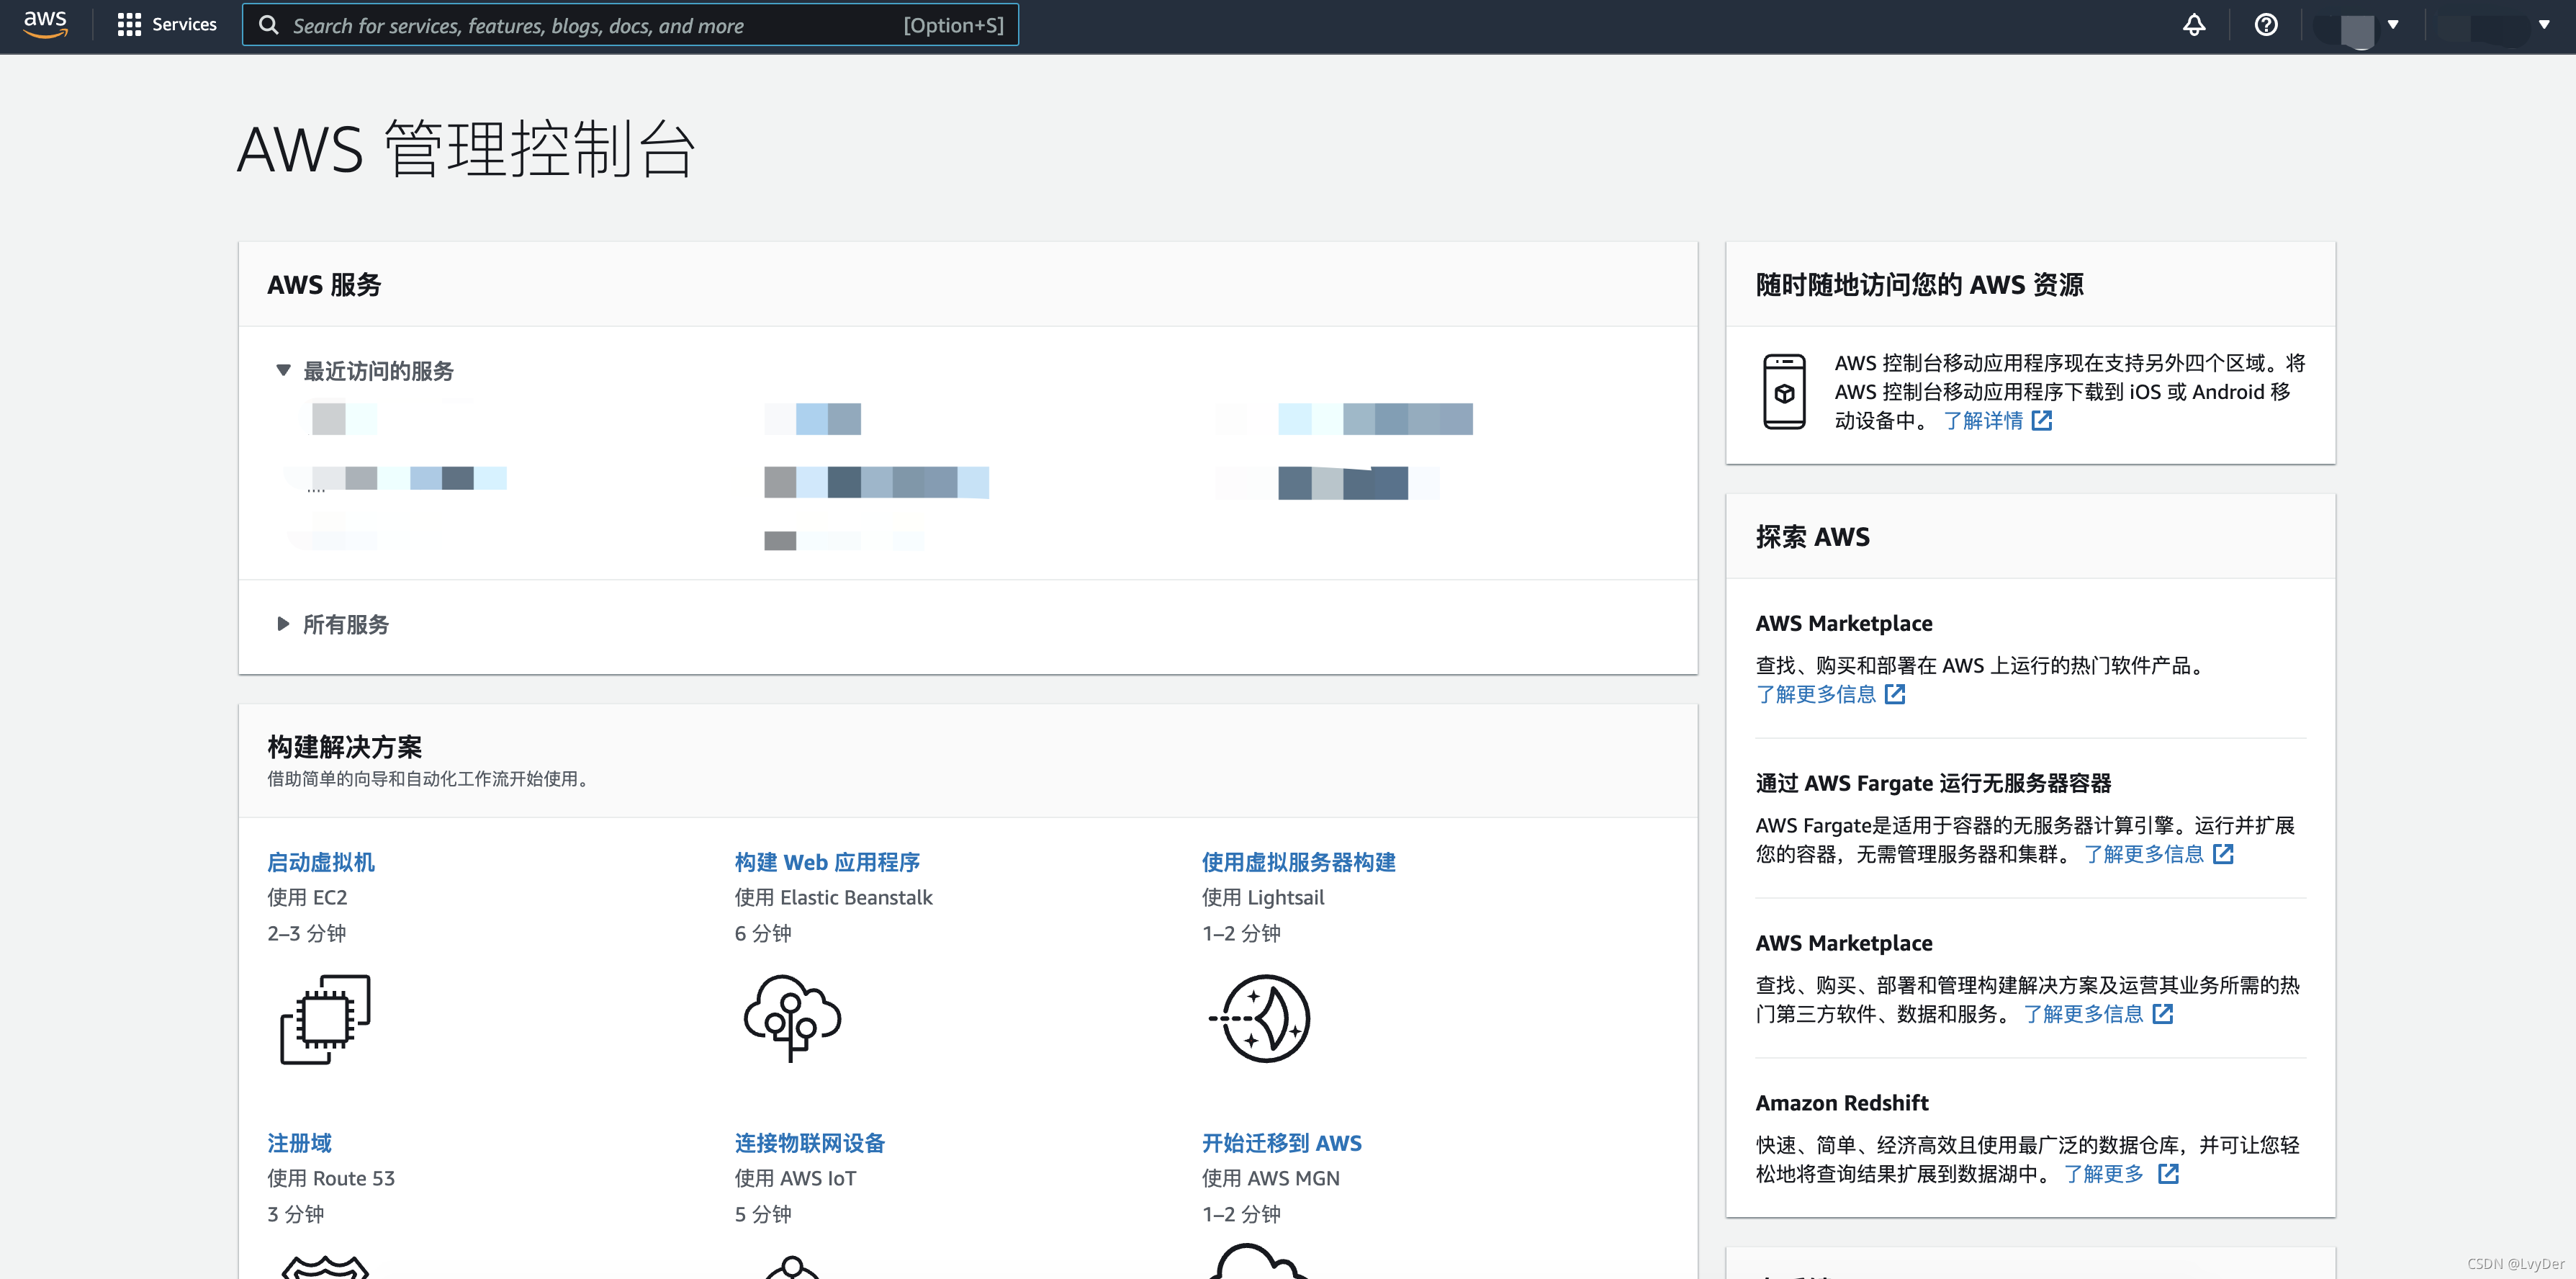 aws
Services
Search for services, features, blogs, docs, and more
[Option+S]
AWS 管理控制台
AWS 服务
最近访问的服务
所有服务
构建解决方案
借助简单的向导和自动化工作流开始使用。
启动虚拟机
使用 EC2
2–3 分钟
构建 Web 应用程序
使用 Elastic Beanstalk
6 分钟
使用虚拟服务器构建
使用 Lightsail
1–2 分钟
注册域
使用 Route 53
3 分钟
连接物联网设备
使用 AWS IoT
5 分钟
开始迁移到 AWS
使用 AWS MGN
1–2 分钟
随时随地访问您的 AWS 资源
AWS 控制台移动应用程序现在支持另外四个区域。将
AWS 控制台移动应用程序下载到 iOS 或 Android 移
动设备中。 了解详情
探索 AWS
AWS Marketplace
查找、购买和部署在 AWS 上运行的热门软件产品。
了解更多信息
通过 AWS Fargate 运行无服务器容器
AWS Fargate是适用于容器的无服务器计算引擎。运行并扩展
您的容器，无需管理服务器和集群。 了解更多信息
AWS Marketplace
查找、购买、部署和管理构建解决方案及运营其业务所需的热
门第三方软件、数据和服务。 了解更多信息
Amazon Redshift
快速、简单、经济高效且使用最广泛的数据仓库，并可让您轻
松地将查询结果扩展到数据湖中。 了解更多
CSDN @LvyDer